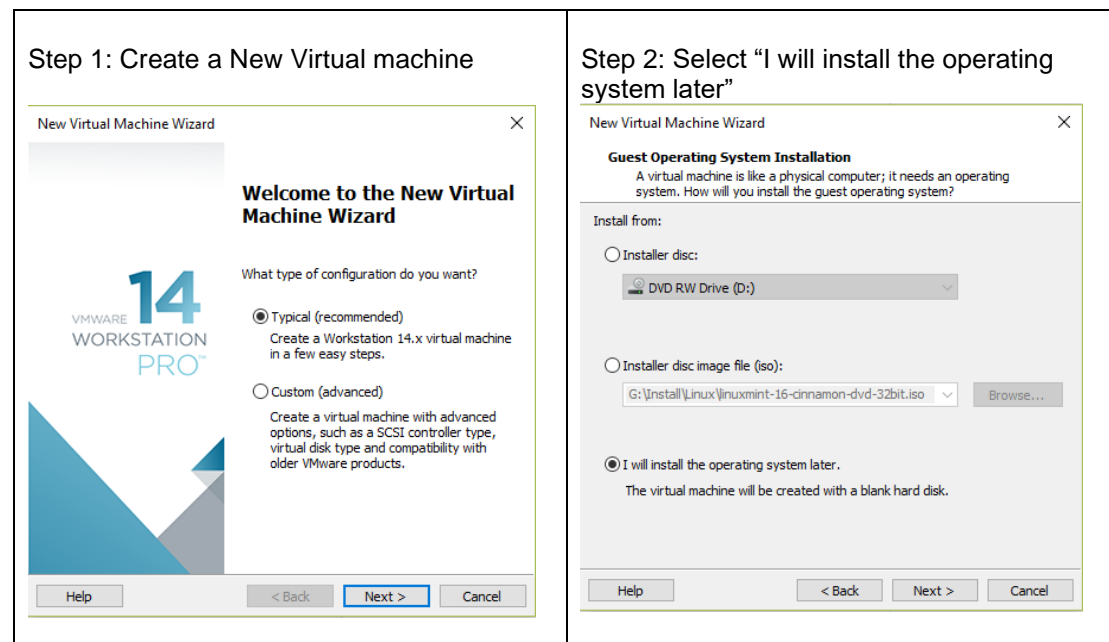 Step 1: Create a New Virtual machine
New Virtual Machine Wizard
Welcome to the New Virtual
Machine Wizard
What type of configuration do you want?
Typical (recommended)
Create a Workstation 14.x virtual machine
in a few easy steps.
Custom (advanced)
Create a virtual machine with advanced
options, such as a SCSI controller type,
virtual disk type and compatibility with
older VMware products.
14
VMWARE
WORKSTATION
PRO™
Help
< Back
Next >
Cancel
Step 2: Select “I will install the operating
system later”
New Virtual Machine Wizard
Guest Operating System Installation
A virtual machine is like a physical computer; it needs an operating
system. How will you install the guest operating system?
Install from:
Installer disc:
DVD RW Drive (D:)
Installer disc image file (iso):
G:\Install\Linux\linuxmint-16-cinnamon-dvd-32bit.iso
Browse...
I will install the operating system later.
The virtual machine will be created with a blank hard disk.
Help
< Back
Next >
Cancel